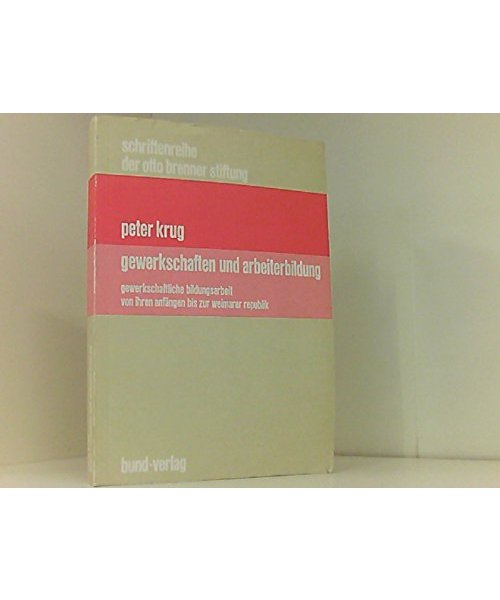 schriftenreihe
der otto brenner stiftung
peter krug
gewerkschaften und arbeiterbildung
gewerkschaftliche bildungsarbeit
von ihren anfängen bis zur weimarer republik
bund-verlag